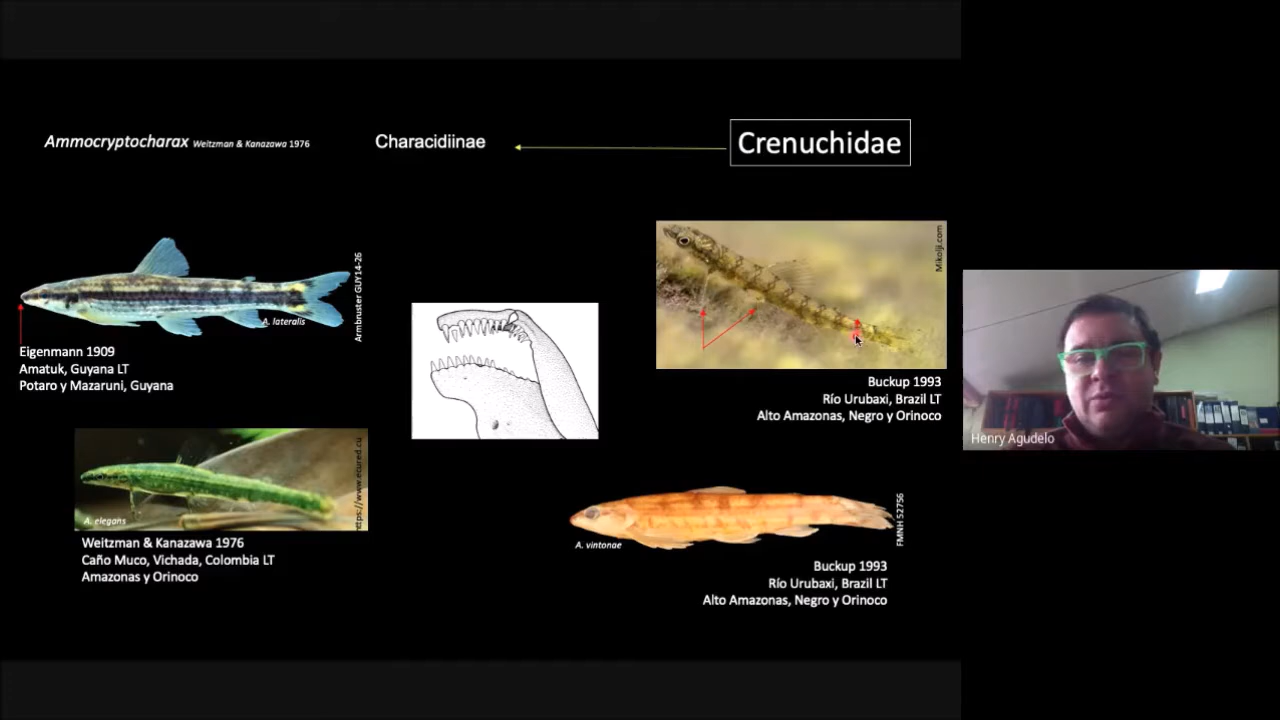 Ammocryptocharax Weitzman & Kanazawa 1976
Characidiinae
Crenuchidae
A. lateralis
Armbruster GUY14-26
Eigenmann 1909
Amatuk, Guyana LT
Potaro y Mazaruni, Guyana
Mikolji.com
Buckup 1993
Río Urubaxi, Brazil LT
Alto Amazonas, Negro y Orinoco
Henry Agudelo
A. elegans
https://www.ecured.cu
Weitzman & Kanazawa 1976
Caño Muco, Vichada, Colombia LT
Amazonas y Orinoco
A. vintonae
FMNH 52756
Buckup 1993
Río Urubaxi, Brazil LT
Alto Amazonas, Negro y Orinoco